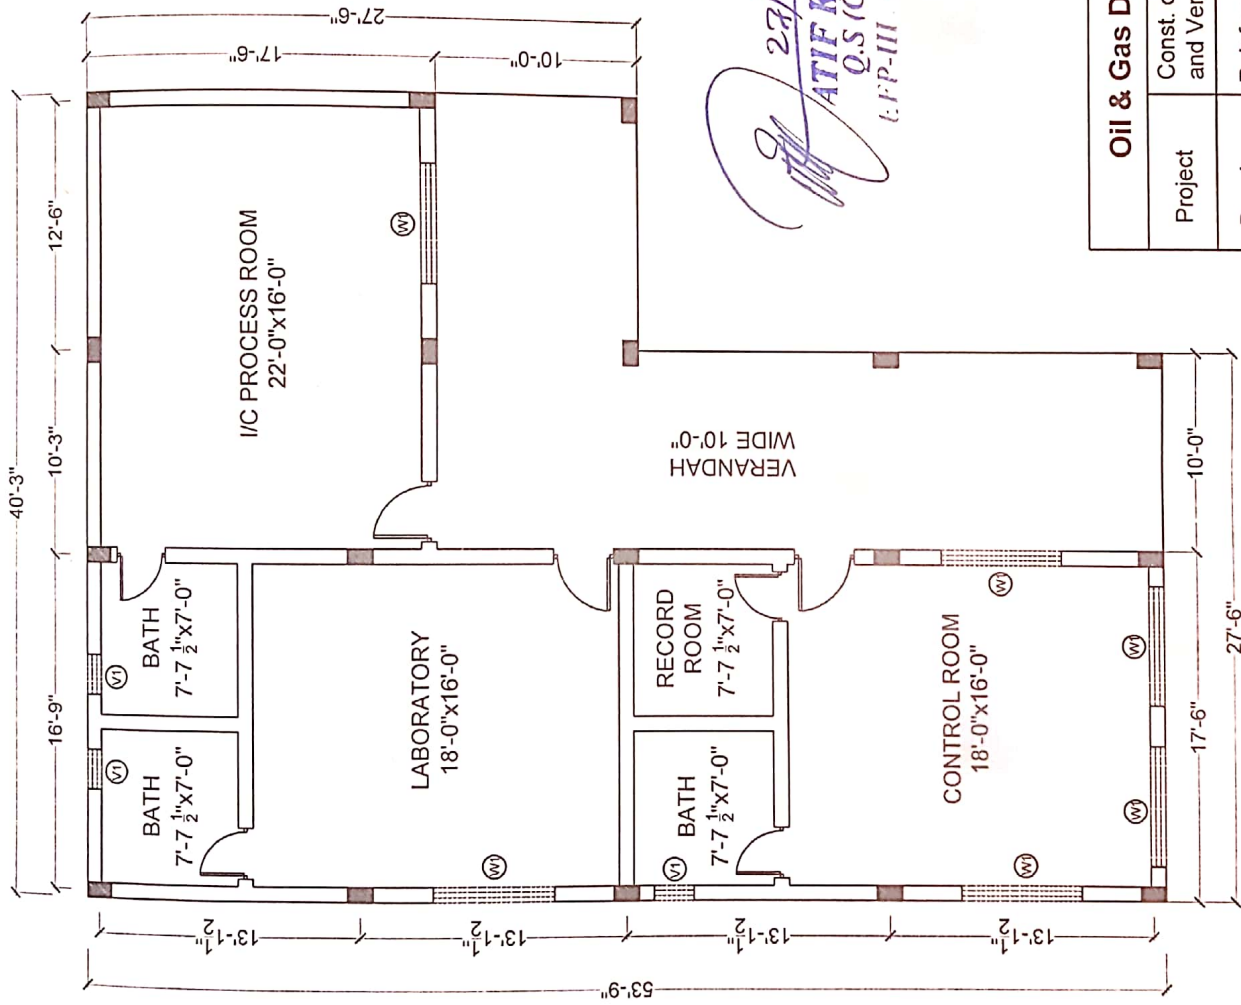 40'-3"
16'-9"
10'-3"
12'-6"
27'-6"
17'-6"
10'-0"
BATH
7'-7 1/2"x7'-0"
V1
BATH
7'-7 1/2"x7'-0"
V1
I/C PROCESS ROOM
22'-0"x16'-0"
W1
LABORATORY
18'-0"x16'-0"
W1
BATH
7'-7 1/2"x7'-0"
V1
RECORD
ROOM
7'-7 1/2"x7'-0"
VERANDAH
WIDE 10'-0"
CONTROL ROOM
18'-0"x16'-0"
W1
W1
W1
W1
13'-1 1/2"
13'-1 1/2"
13'-1 1/2"
13'-1 1/2"
53'-9"
17'-6"
10'-0"
27'-6"
ATIF
Q.S
Oil & Gas D
Project
Const.
and Ver